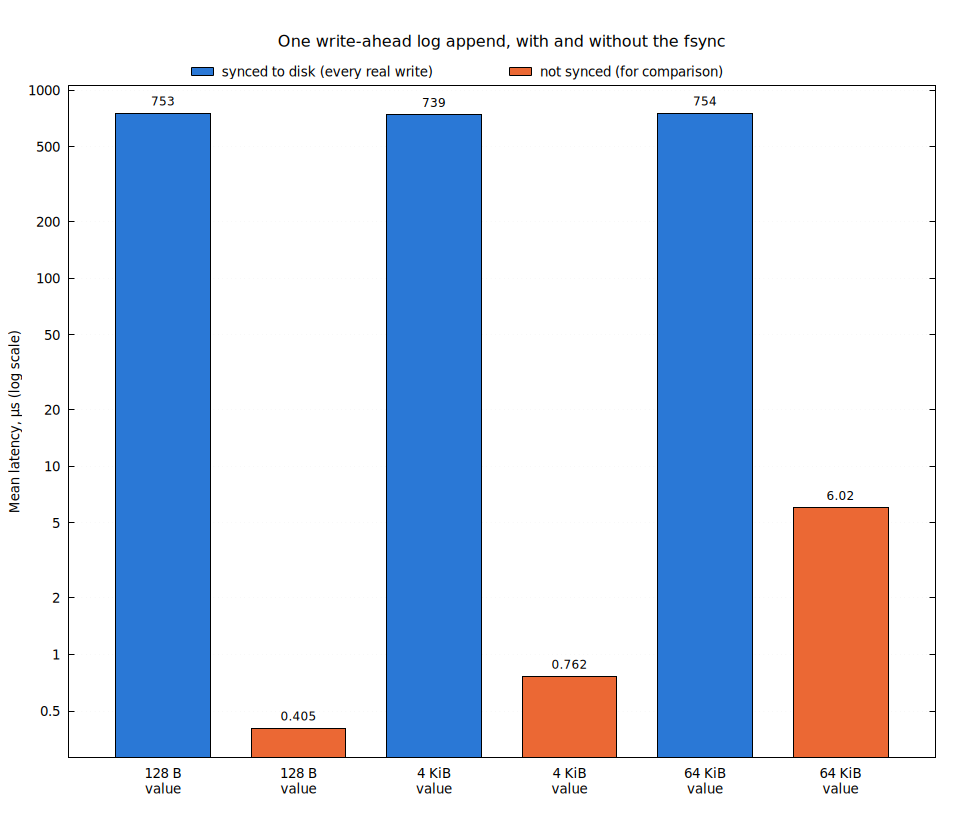 One write-ahead log append, with and without the fsync
synced to disk (every real write)
not synced (for comparison)
Mean latency, µs (log scale)
1000
500
200
100
50
20
10
5
2
1
0.5
753
0.405
739
0.762
754
6.02
128 B
value
128 B
value
4 KiB
value
4 KiB
value
64 KiB
value
64 KiB
value